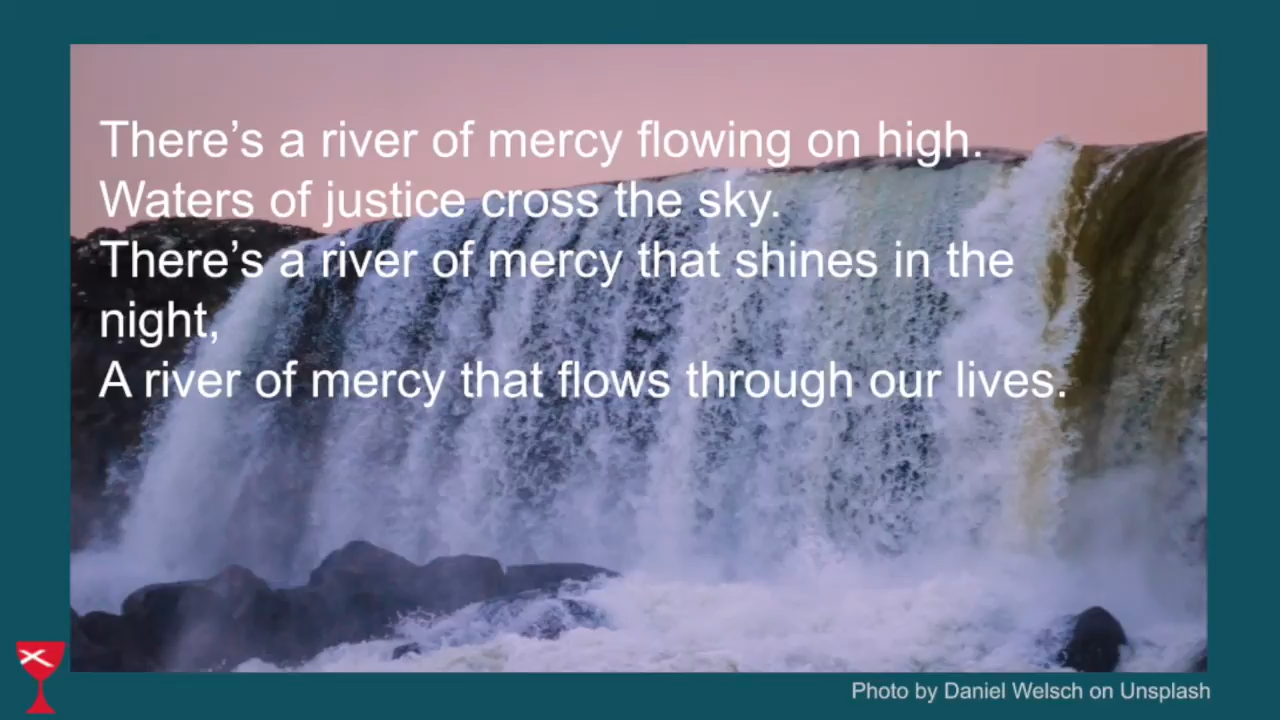 There’s a river of mercy flowing on high.
Waters of justice cross the sky.
There’s a river of mercy that shines in the
night,
A river of mercy that flows through our lives.
Photo by Daniel Welsch on Unsplash